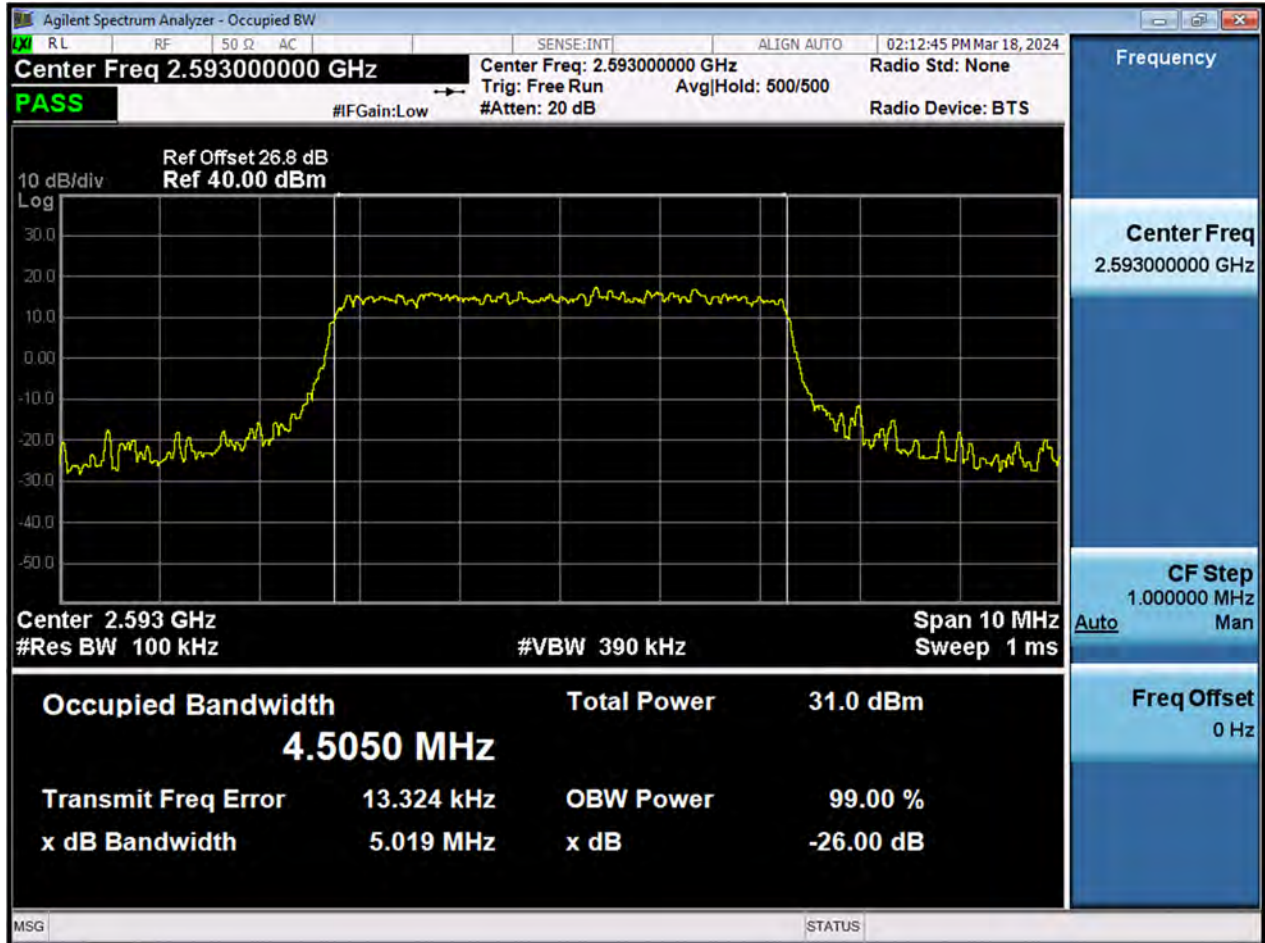 Agilent Spectrum Analyzer - Occupied BW
LXI RL RF 50 Ω AC SENSE:INT ALIGN AUTO 02:12:45 PM Mar 18, 2024
Center Freq 2.593000000 GHz
Center Freq: 2.593000000 GHz Radio Std: None
Trig: Free Run Avg|Hold: 500/500
PASS
#IFGain:Low #Atten: 20 dB Radio Device: BTS
Ref Offset 26.8 dB
10 dB/div Ref 40.00 dBm
Log
30.0
20.0
10.0
0.00
-10.0
-20.0
-30.0
-40.0
-50.0
Center 2.593 GHz Span 10 MHz
#Res BW 100 kHz #VBW 390 kHz Sweep 1 ms
Occupied Bandwidth Total Power 31.0 dBm
4.5050 MHz
Transmit Freq Error 13.324 kHz OBW Power 99.00 %
x dB Bandwidth 5.019 MHz x dB -26.00 dB
MSG STATUS
Frequency
Center Freq
2.593000000 GHz
CF Step
1.000000 MHz
Auto Man
Freq Offset
0 Hz